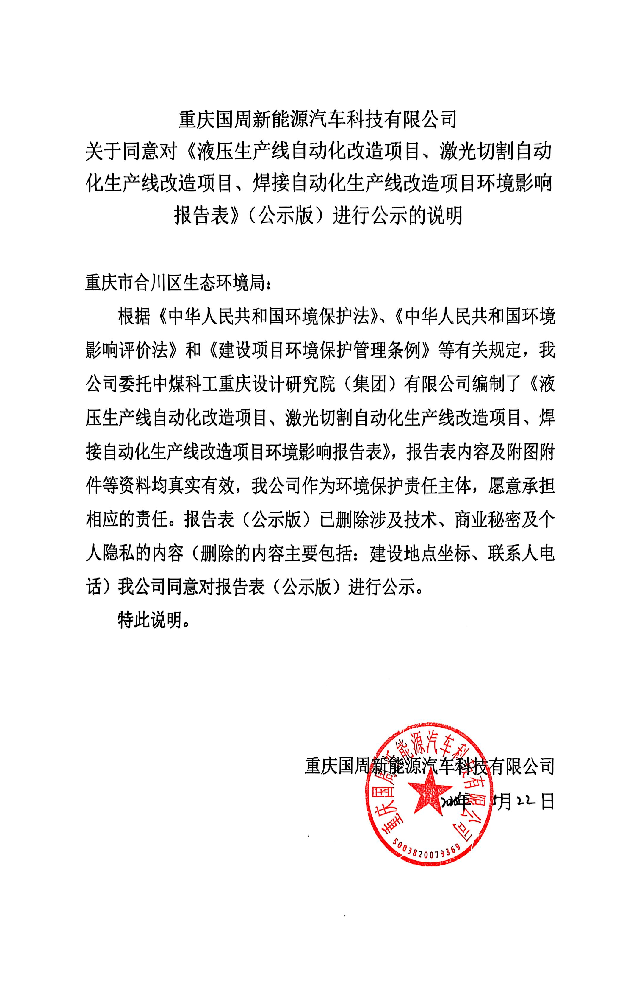 重庆国周新能源汽车科技有限公司
关于同意对《液压生产线自动化改造项目、激光切割自动
化生产线改造项目、焊接自动化生产线改造项目环境影响
报告表》（公示版）进行公示的说明
重庆市合川区生态环境局：
根据《中华人民共和国环境保护法》、《中华人民共和国环境
影响评价法》和《建设项目环境保护管理条例》等有关规定，我
公司委托中煤科工重庆设计研究院（集团）有限公司编制了《液
压生产线自动化改造项目、激光切割自动化生产线改造项目、焊
接自动化生产线改造项目环境影响报告表》，报告表内容及附图附
件等资料均真实有效，我公司作为环境保护责任主体，愿意承担
相应的责任。报告表（公示版）已删除涉及技术、商业秘密及个
人隐私的内容（删除的内容主要包括：建设地点坐标、联系人电
话）我公司同意对报告表（公示版）进行公示。
特此说明。
重庆国周新能源汽车科技有限公司
年5月22日
重庆国周新能源汽车科技有限公司
5003820079369